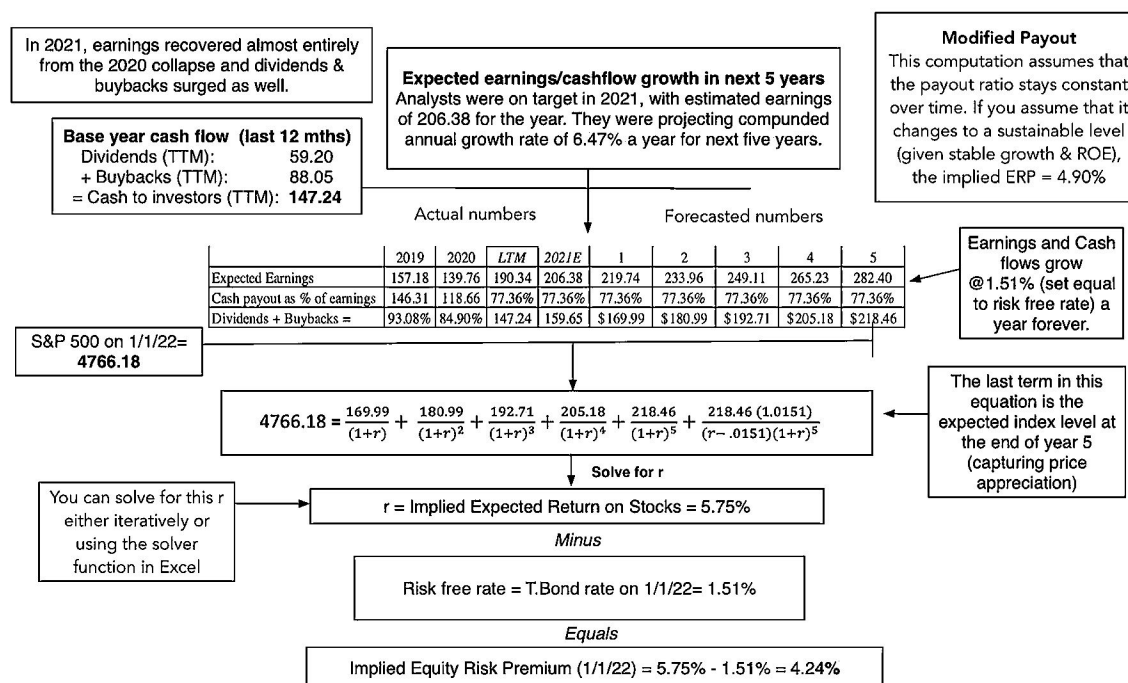 In 2021, earnings recovered almost entirely
from the 2020 collapse and dividends &
buybacks surged as well.
Base year cash flow (last 12 mths)
Dividends (TTM): 59.20
+ Buybacks (TTM): 88.05
= Cash to investors (TTM): 147.24
Expected earnings/cashflow growth in next 5 years
Analysts were on target in 2021, with estimated earnings
of 206.38 for the year. They were projecting compunded
annual growth rate of 6.47% a year for next five years.
Modified Payout
This computation assumes that
the payout ratio stays constant
over time. If you assume that it
changes to a sustainable level
(given stable growth & ROE),
the implied ERP = 4.90%
Actual numbers Forecasted numbers
2019 2020 LTM 2021E 1 2 3 4 5
Expected Earnings 157.18 139.76 190.34 206.38 219.74 233.96 249.11 265.23 282.40
Cash payout as % of earnings 146.31 118.66 77.36% 77.36% 77.36% 77.36% 77.36% 77.36% 77.36%
Dividends + Buybacks = 93.08% 84.90% 147.24 159.65 $169.99 $180.99 $192.71 $205.18 $218.46
Earnings and Cash
flows grow
@1.51% (set equal
to risk free rate) a
year forever.
S&P 500 on 1/1/22=
4766.18
4766.18 = 169.99/(1+r) + 180.99/(1+r)² + 192.71/(1+r)³ + 205.18/(1+r)⁴ + 218.46/(1+r)⁵ + 218.46 (1.0151)/(r-.0151)(1+r)⁵
The last term in this
equation is the
expected index level at
the end of year 5
(capturing price
appreciation)
Solve for r
You can solve for this r
either iteratively or
using the solver
function in Excel
r = Implied Expected Return on Stocks = 5.75%
Minus
Risk free rate = T.Bond rate on 1/1/22= 1.51%
Equals
Implied Equity Risk Premium (1/1/22) = 5.75% - 1.51% = 4.24%